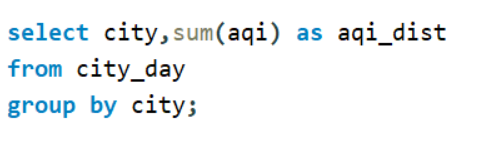 select city,sum(aqi) as aqi_dist
from city_day
group by city;